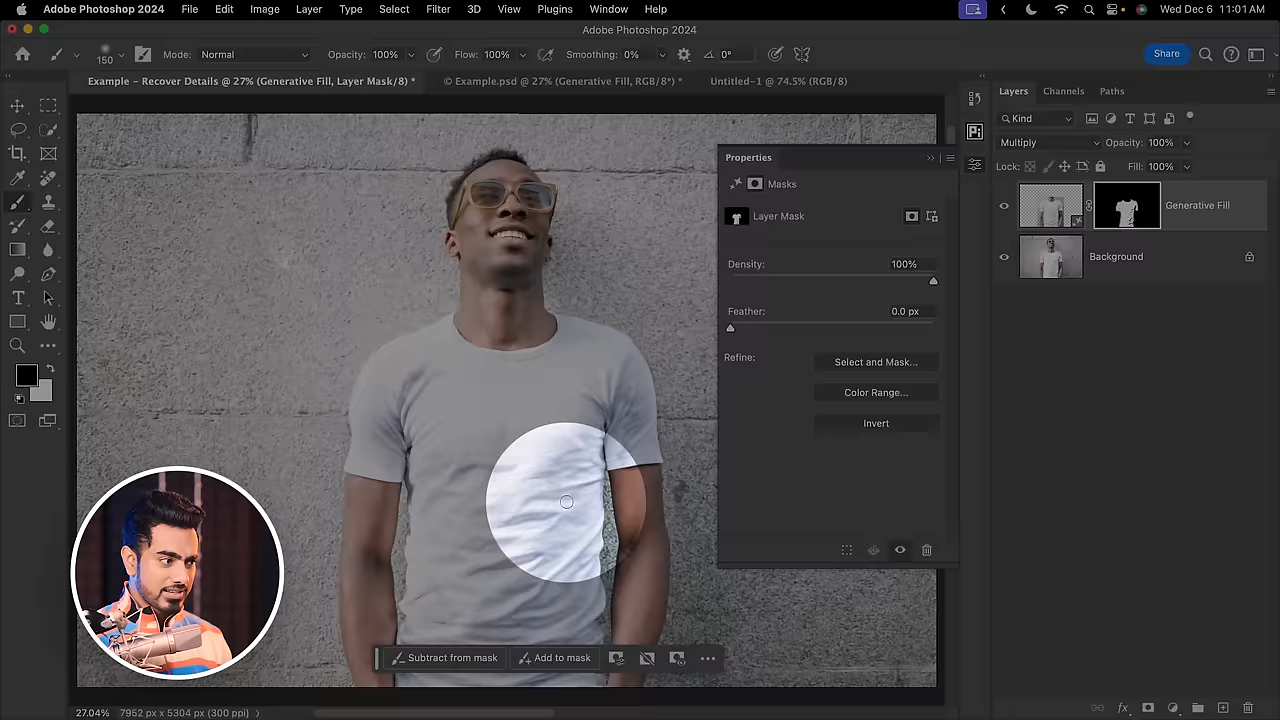 Adobe Photoshop 2024 File Edit Image Layer Type Select Filter 3D View Plugins Window Help Wed Dec 6 11:01 AM
Adobe Photoshop 2024
150 Mode: Normal Opacity: 100% Flow: 100% Smoothing: 0% 0° Share
Example – Recover Details @ 27% (Generative Fill, Layer Mask/8) * © Example.psd @ 27% (Generative Fill, RGB/8*) * Untitled-1 @ 74.5% (RGB/8)
Layers Channels Paths
Kind
Multiply Opacity: 100%
Lock: Fill: 100%
Generative Fill
Background
Properties
Masks
Layer Mask
Density: 100%
Feather: 0.0 px
Refine: Select and Mask...
Color Range...
Invert
Pi
Subtract from mask Add to mask
27.04% 7952 px x 5304 px (300 ppi)
fx